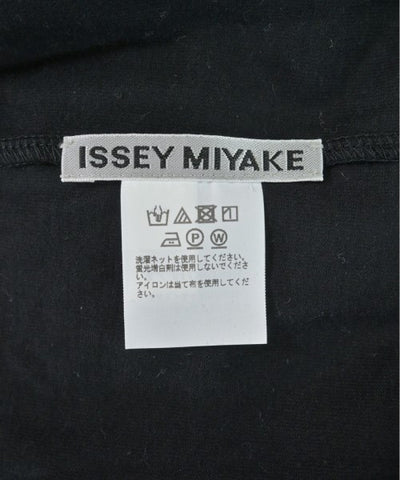 ISSEY MIYAKE
P W
洗濯ネットを使用してください。
蛍光増白剤は使用しないでください。
アイロンは当て布を使用してください。